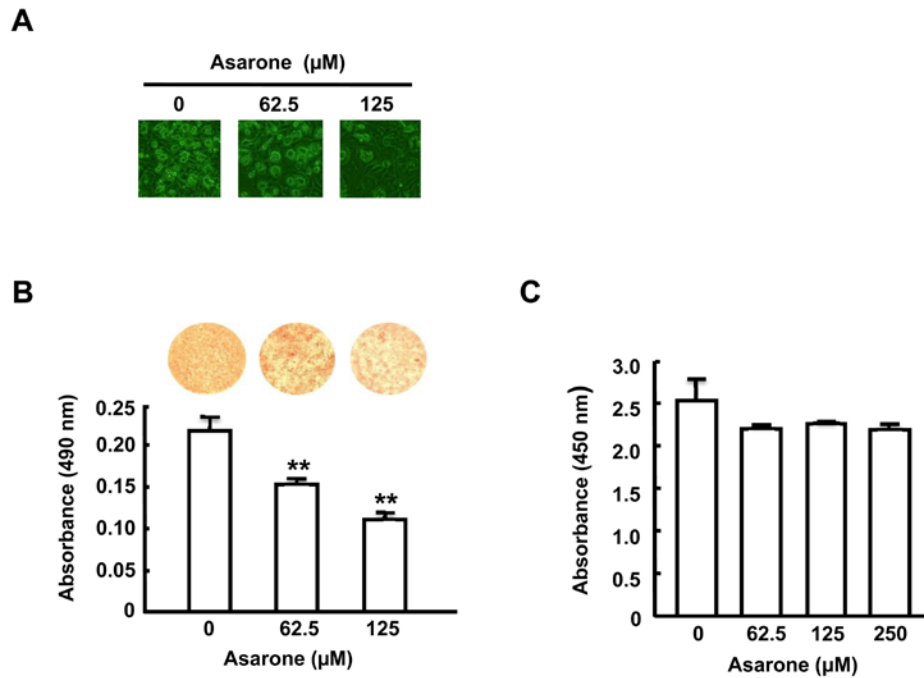 A
Asarone (µM)
0 62.5 125
B
Absorbance (490 nm)
0.25
0.20
0.15
0.10
0.05
0
** **
0 62.5 125
Asarone (µM)
C
Absorbance (450 nm)
3.0
2.5
2.0
1.5
1.0
0.5
0
0 62.5 125 250
Asarone (µM)